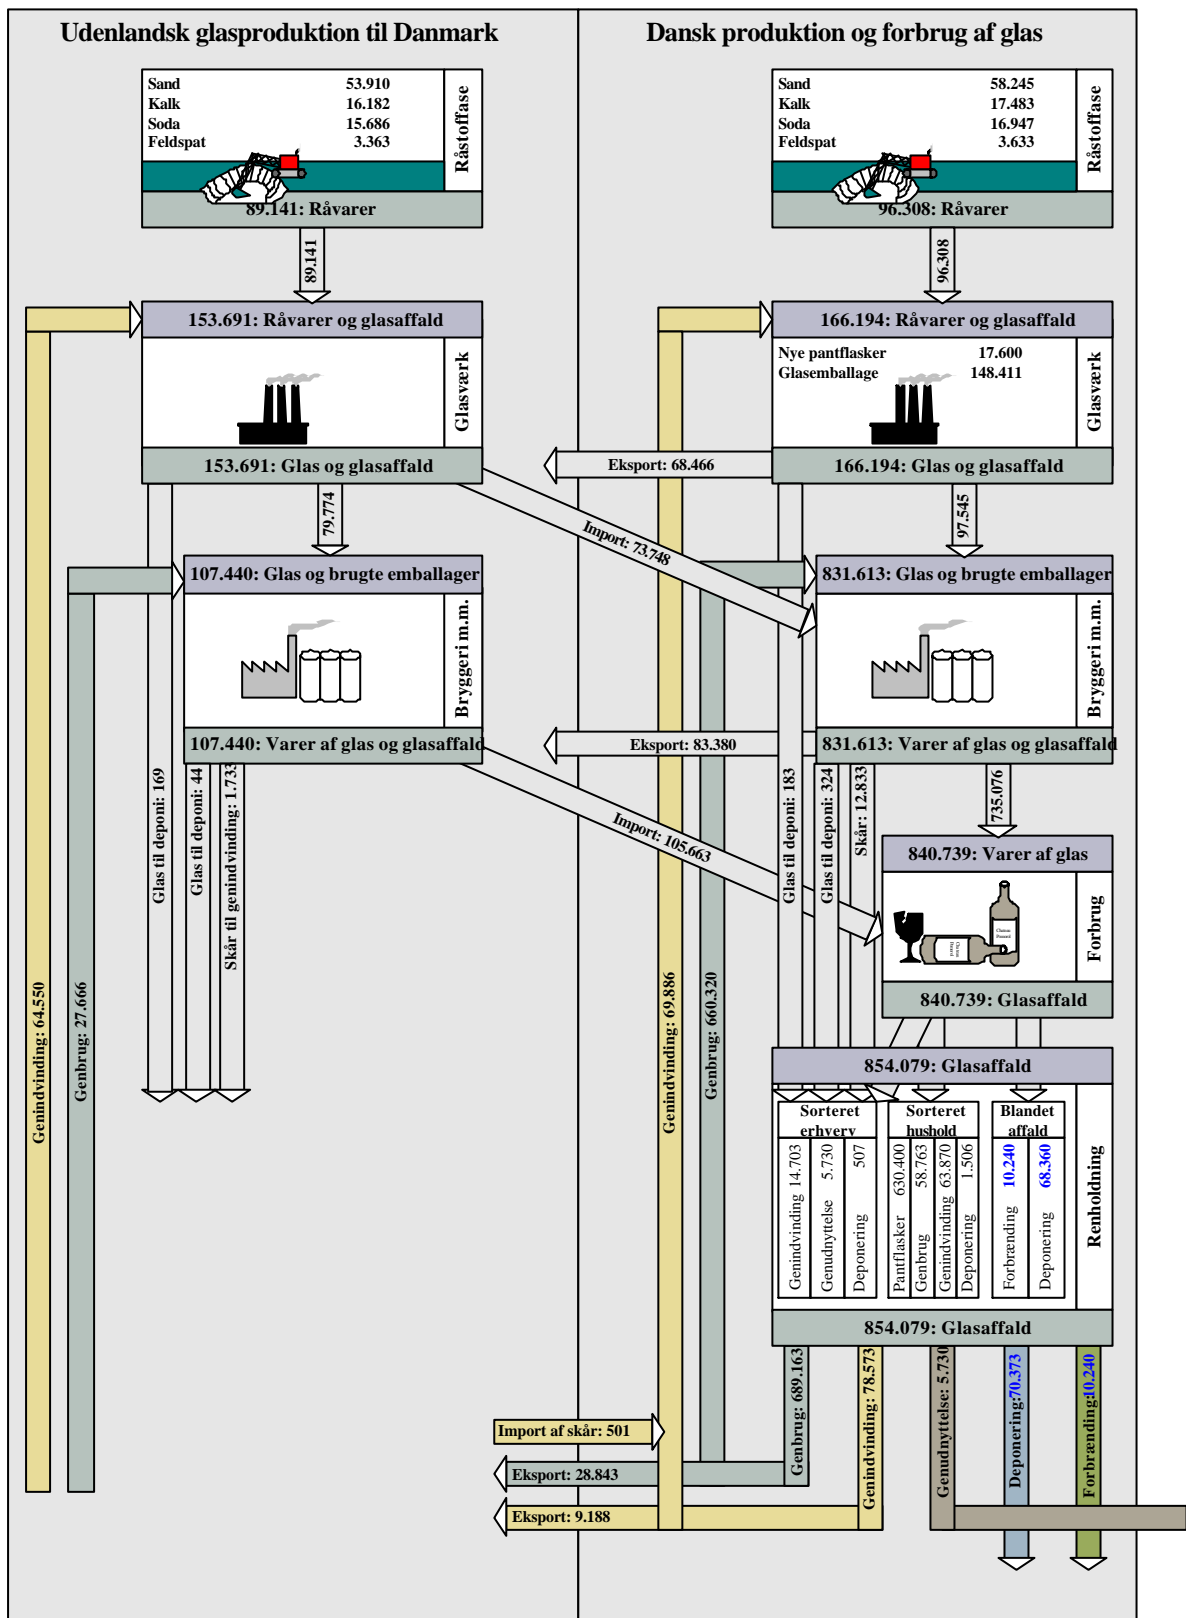 Udenlandsk glasproduktion til Danmark
Sand 53.910
Kalk 16.182
Soda 15.686
Feldspat 3.363
Råstoffase
89.141: Råvarer
89.141
153.691: Råvarer og glasaffald
Glasværk
153.691: Glas og glasaffald
79.774
107.440: Glas og brugte emballager
Bryggeri m.m.
107.440: Varer af glas og glasaffald
Glas til deponi: 169
Glas til deponi: 44
Skår til genindvinding: 1.733
Genindvinding: 64.550
Genbrug: 27.666
Dansk produktion og forbrug af glas
Sand 58.245
Kalk 17.483
Soda 16.947
Feldspat 3.633
Råstoffase
96.308: Råvarer
96.308
166.194: Råvarer og glasaffald
Nye pantflasker 17.600
Glasemballage 148.411
Glasværk
166.194: Glas og glasaffald
Eksport: 68.466
Import: 73.748
97.545
831.613: Glas og brugte emballager
Bryggeri m.m.
831.613: Varer af glas og glasaffald
Eksport: 83.380
Import: 105.663
Glas til deponi: 183
Glas til deponi: 324
Skår: 12.833
735.076
840.739: Varer af glas
Forbrug
840.739: Glasaffald
Genindvinding: 69.886
Genbrug: 660.320
854.079: Glasaffald
Sorteret
erhverv
Genindvinding 14.703
Genudnyttelse 5.730
Deponering 507
Sorteret
hushold
Pantflasker 630.400
Genbrug 58.763
Genindvinding 63.870
Deponering 1.506
Blandet
affald
Forbrænding 10.240
Deponering 68.360
Renholdning
854.079: Glasaffald
Genbrug: 689.163
Genindvinding: 78.573
Genudnyttelse: 5.730
Deponering: 70.373
Forbrænding: 10.240
Import af skår: 501
Eksport: 28.843
Eksport: 9.188